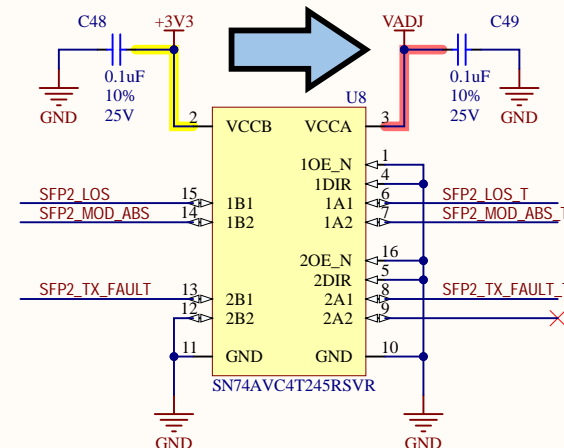 C48 +3V3 VADJ C49
0.1uF 0.1uF
10% 10%
25V 25V
GND U8 GND
2 VCCB VCCA 3
1OE_N 1
1DIR 4
SFP2_LOS 15 1B1 1A1 6 SFP2_LOS_T
SFP2_MOD_ABS 14 1B2 1A2 7 SFP2_MOD_ABS_T
2OE_N 16
2DIR 5
SFP2_TX_FAULT 13 2B1 2A1 8 SFP2_TX_FAULT_T
12 2B2 2A2 9
11 GND GND 10
SN74AVC4T245RSVR
GND GND